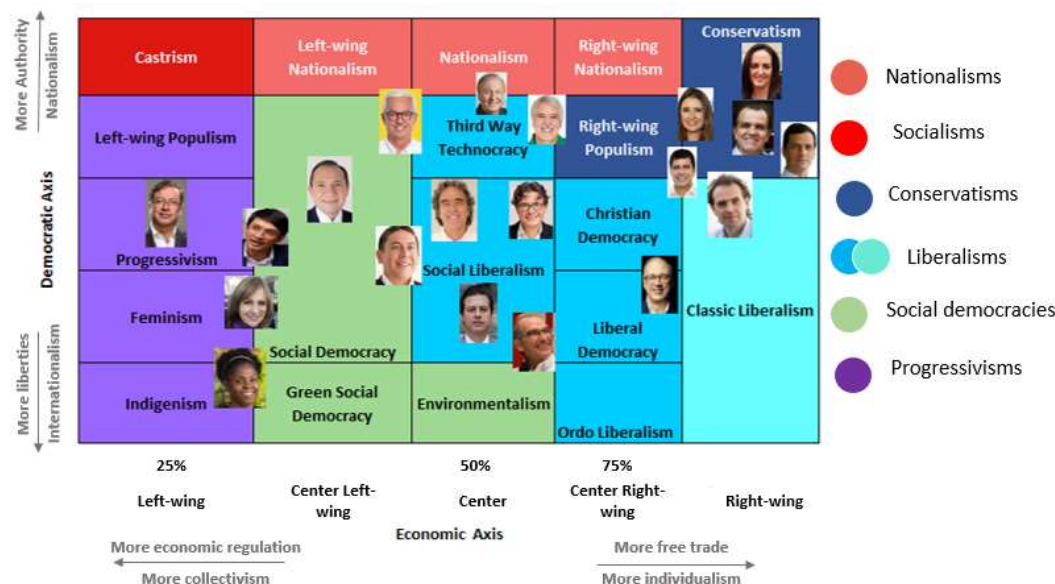 More Authority
Nationalism
Democratic Axis
More liberties
Internationalism
Castrism
Left-wing
Nationalism
Nationalism
Right-wing
Nationalism
Conservatism
Left-wing Populism
Third Way
Technocracy
Right-wing
Populism
Progressivism
Social Liberalism
Christian
Democracy
Feminism
Social Democracy
Liberal
Democracy
Classic Liberalism
Indigenism
Green Social
Democracy
Environmentalism
Ordo Liberalism
Nationalisms
Socialisms
Conservatisms
Liberalisms
Social democracies
Progressivisms
25%
50%
75%
Left-wing
Center Left-
wing
Center
Center Right-
wing
Right-wing
Economic Axis
More economic regulation
More collectivism
More free trade
More individualism